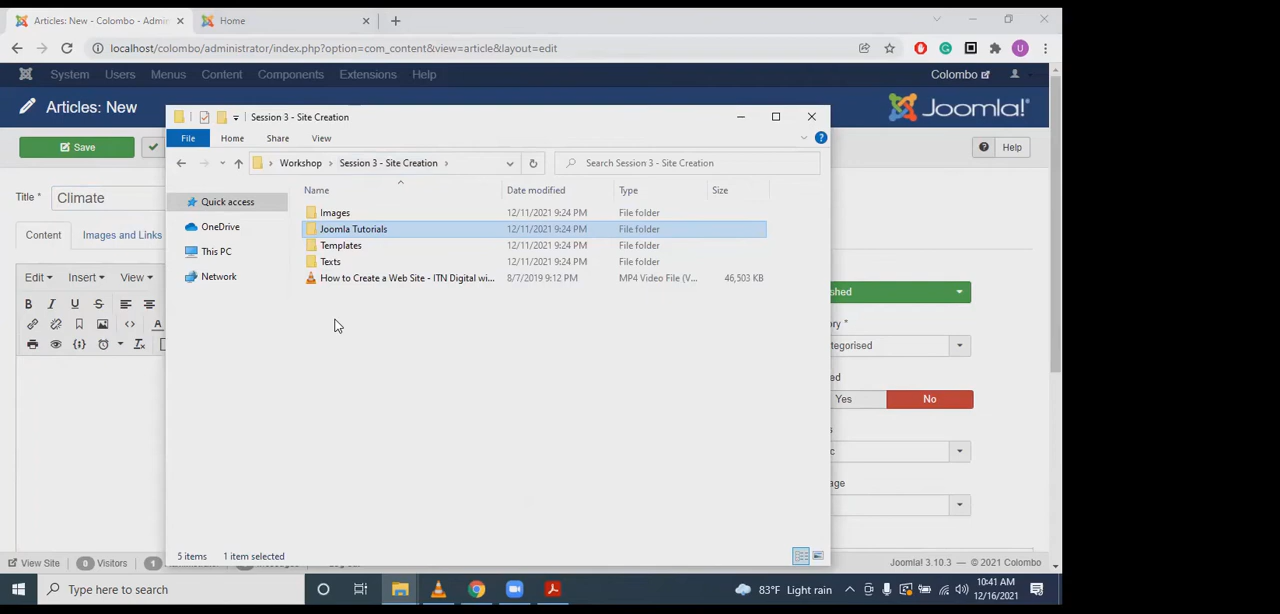 Articles: New - Colombo - Admin
Home
localhost/colombo/administrator/index.php?option=com_content&view=article&layout=edit
U
System Users Menus Content Components Extensions Help
Colombo
Articles: New
Joomla!
Save
Help
Title * Climate
Content Images and Links
Edit Insert View
B I U S
A
Session 3 - Site Creation
File Home Share View
Workshop Session 3 - Site Creation
Search Session 3 - Site Creation
Quick access
OneDrive
This PC
Network
Name Date modified Type Size
Images 12/11/2021 9:24 PM File folder
Joomla Tutorials 12/11/2021 9:24 PM File folder
Templates 12/11/2021 9:24 PM File folder
Texts 12/11/2021 9:24 PM File folder
How to Create a Web Site - ITN Digital wi... 8/7/2019 9:12 PM MP4 Video File (V... 46,503 KB
5 items 1 item selected
shed
ory *
tegorised
ed
Yes No
s
c
age
View Site 0 Visitors 1
Joomla! 3.10.3 — © 2021 Colombo
Type here to search
83°F Light rain
10:41 AM
12/16/2021